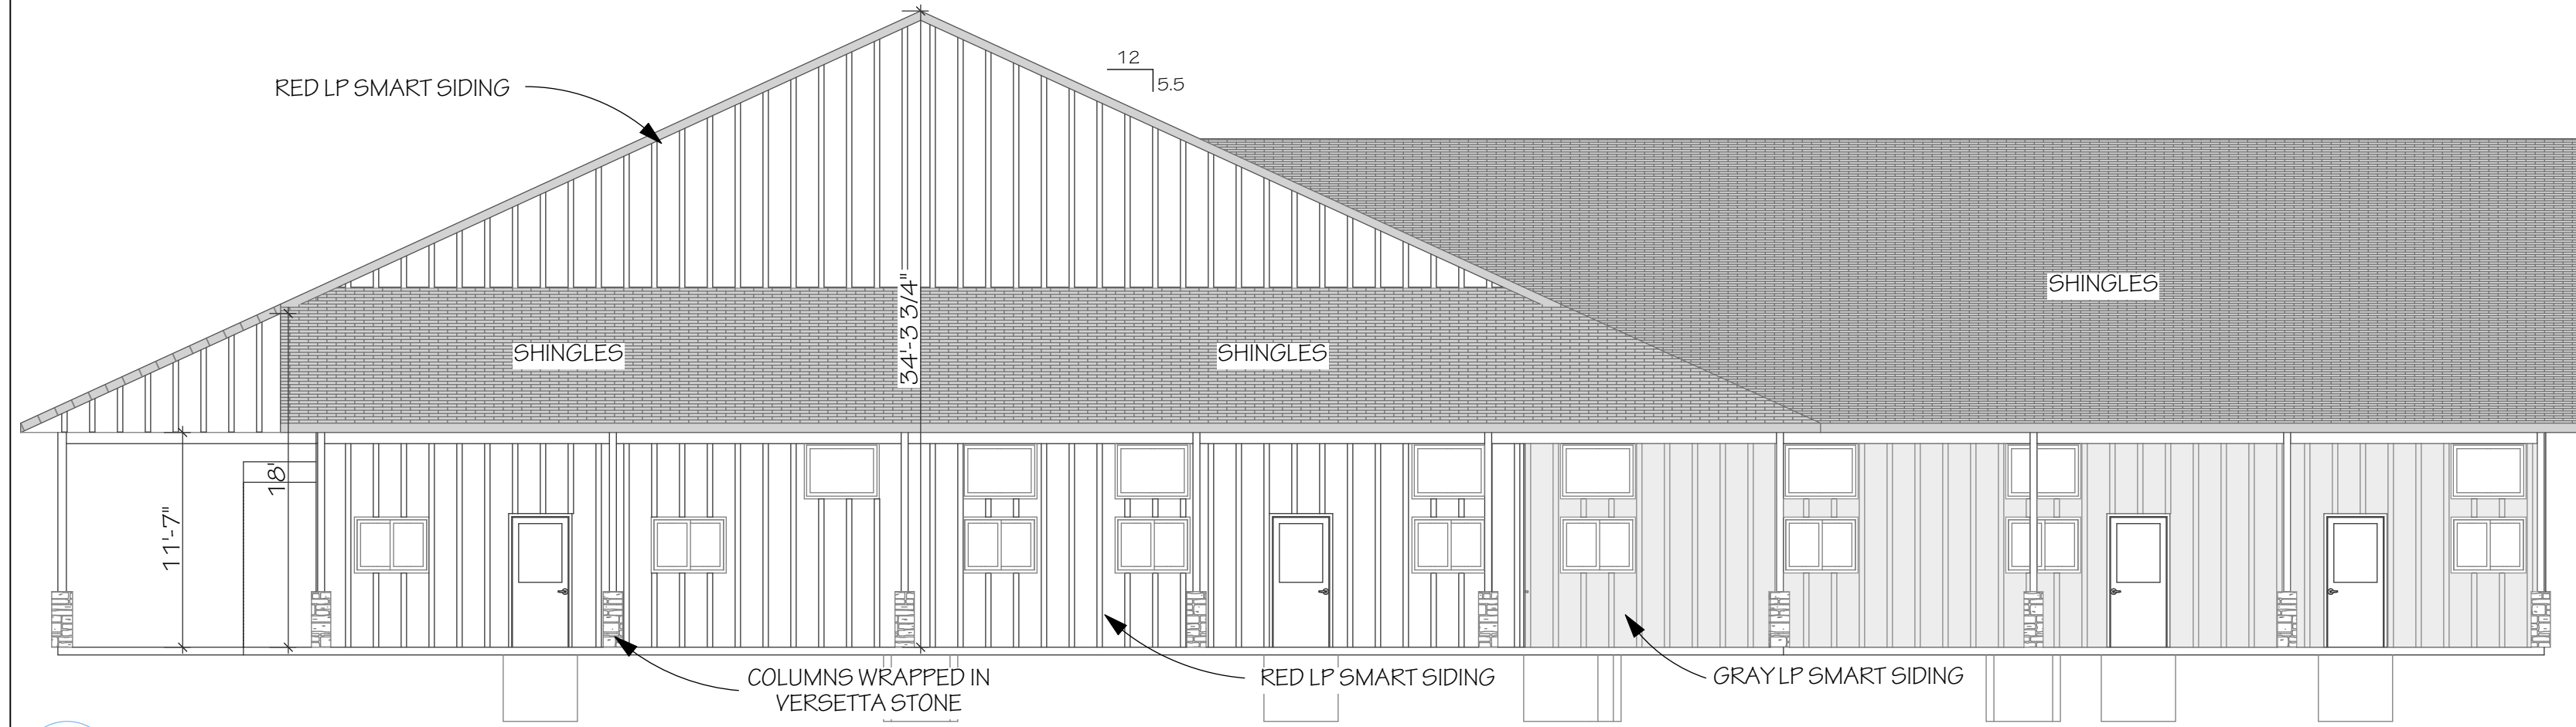 12
5.5
RED LP SMART SIDING
SHINGLES
34'-3 3/4"
SHINGLES
SHINGLES
18'
11'-7"
COLUMNS WRAPPED IN
VERSETTA STONE
RED LP SMART SIDING
GRAY LP SMART SIDING